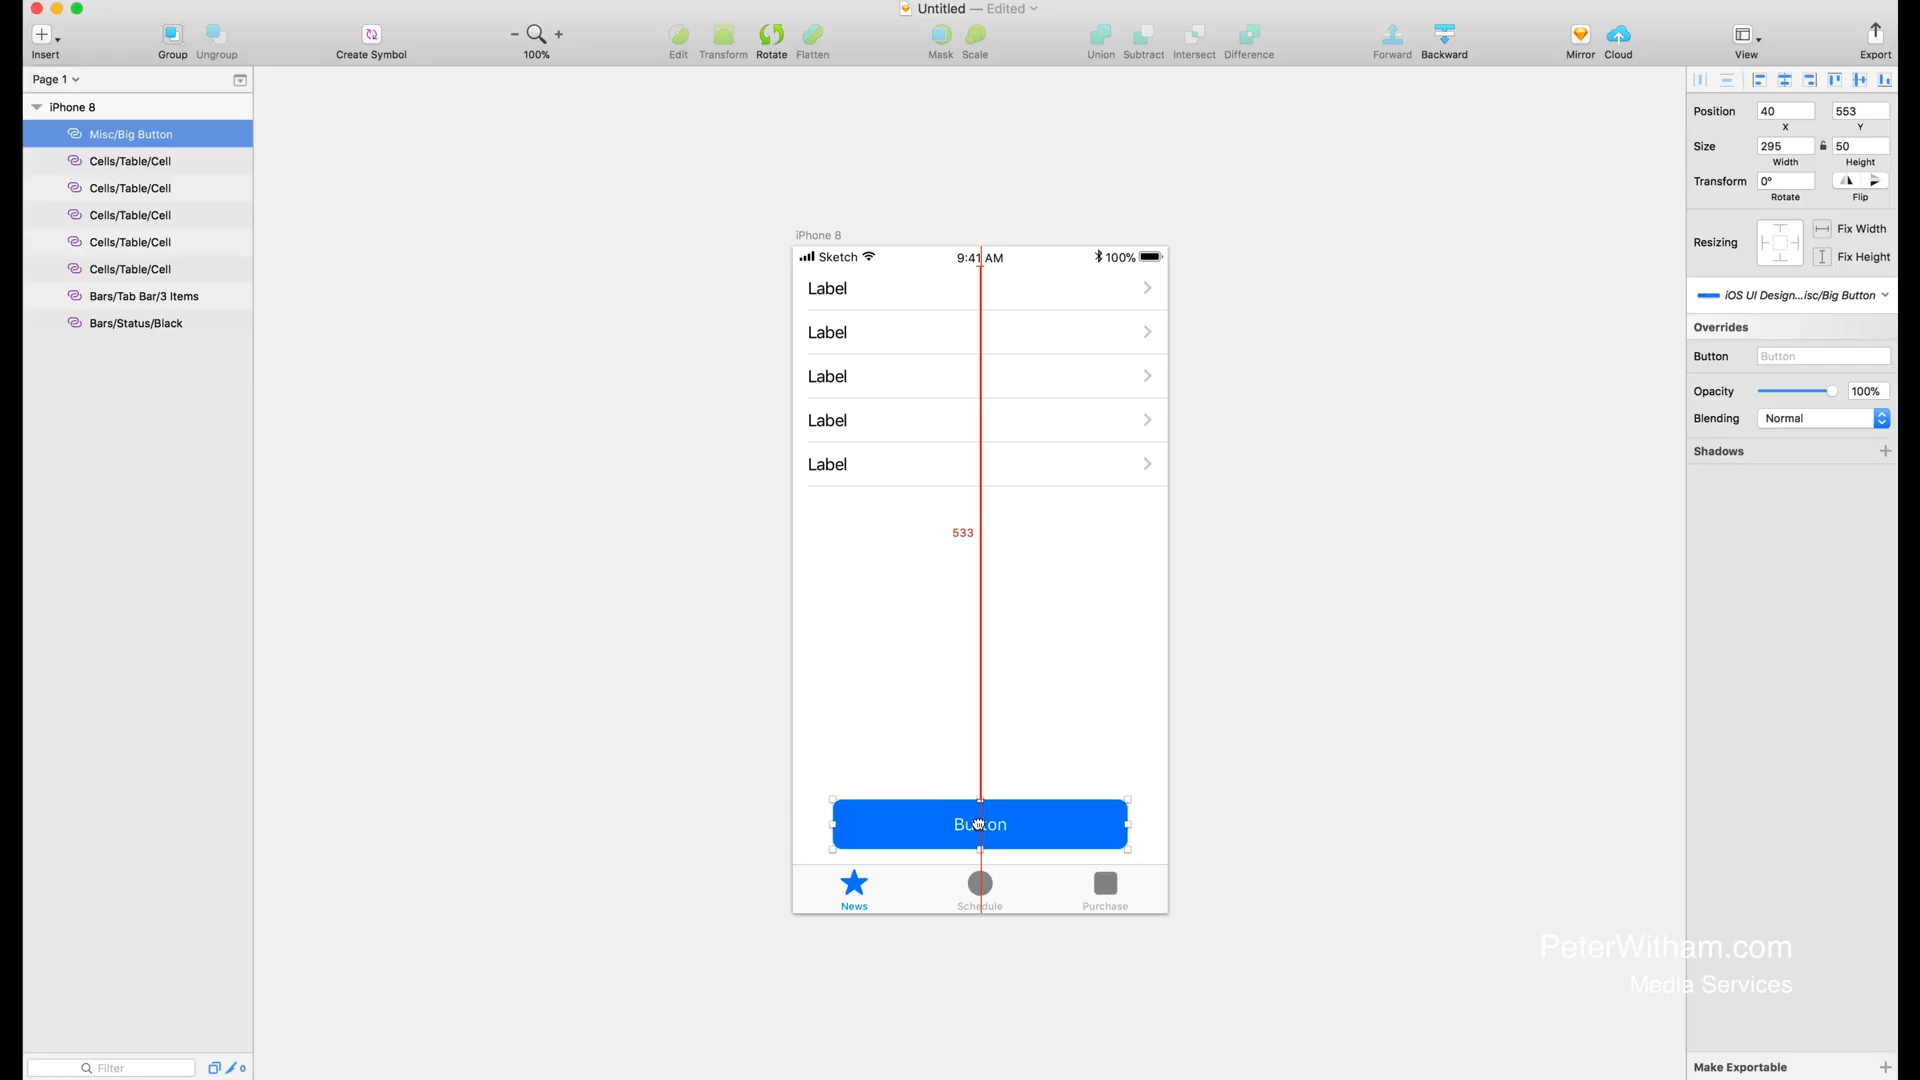 Untitled — Edited
Insert
Group
Ungroup
Create Symbol
100%
Edit
Transform
Rotate
Flatten
Mask
Scale
Union
Subtract
Intersect
Difference
Forward
Backward
Mirror
Cloud
View
Export
Page 1
iPhone 8
Misc/Big Button
Cells/Table/Cell
Cells/Table/Cell
Cells/Table/Cell
Cells/Table/Cell
Cells/Table/Cell
Bars/Tab Bar/3 Items
Bars/Status/Black
Filter
0
iPhone 8
Sketch
9:41 AM
100%
Label
Label
Label
Label
Label
533
Button
News
Schedule
Purchase
Position
40
553
X
Y
Size
295
50
Width
Height
Transform
0°
Rotate
Flip
Resizing
Fix Width
Fix Height
iOS UI Design...isc/Big Button
Overrides
Button
Button
Opacity
100%
Blending
Normal
Shadows
PeterWitham.com
Media Services
Make Exportable